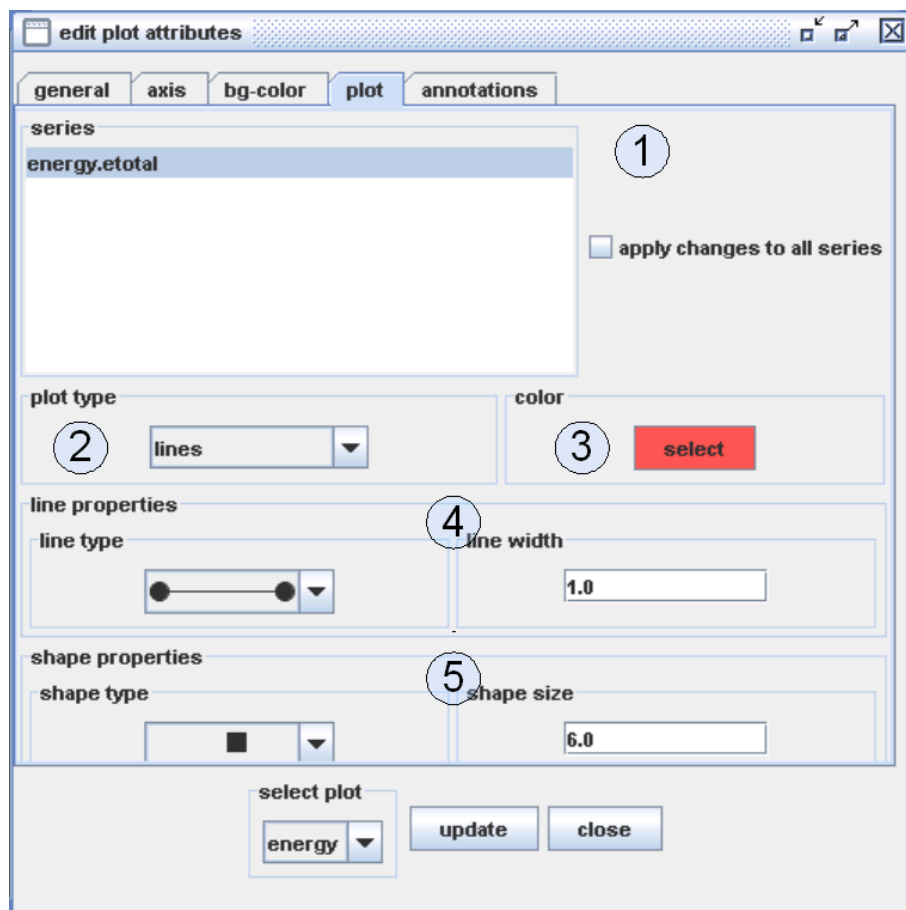 edit plot attributes
general axis bg-color plot annotations
series
1
energy.etotal
apply changes to all series
plot type
color
2
lines
3
select
line properties
4
line type
line width
1.0
shape properties
5
shape type
shape size
6.0
select plot
energy
update
close